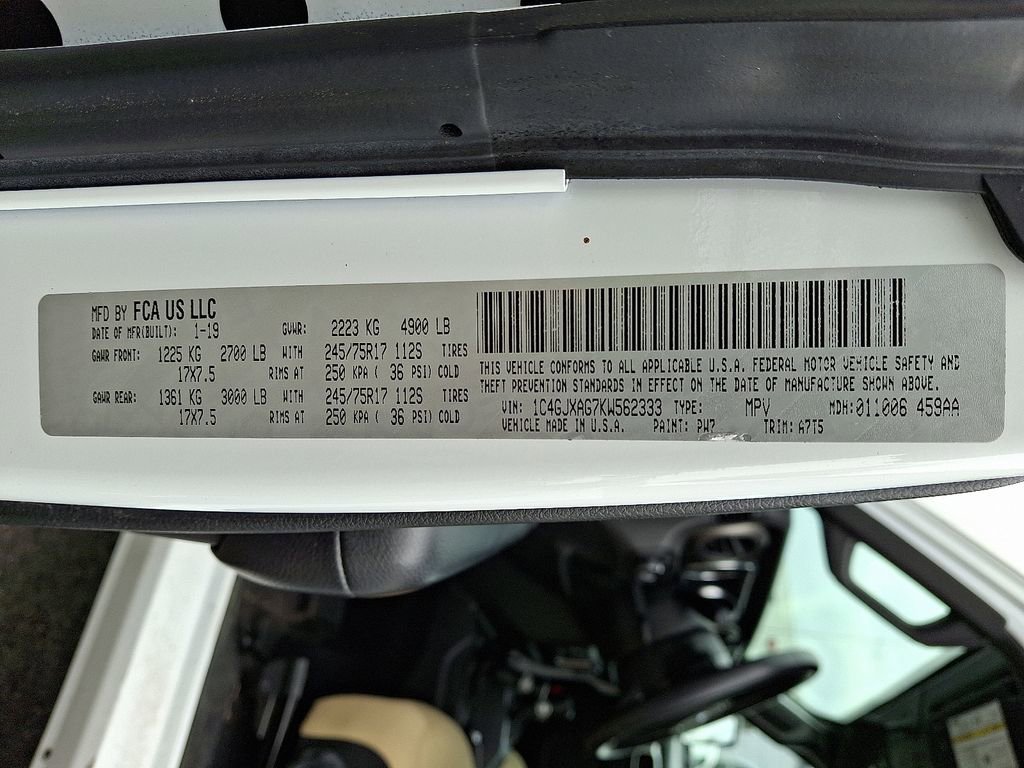 MFD BY FCA US LLC
DATE OF MFR(BUILT): 1-19 GVWR: 2223 KG 4900 LB
GAWR FRONT: 1225 KG 2700 LB WITH 245/75R17 112S TIRES
17X7.5 RIMS AT 250 KPA ( 36 PSI) COLD
GAWR REAR: 1361 KG 3000 LB WITH 245/75R17 112S TIRES
17X7.5 RIMS AT 250 KPA ( 36 PSI) COLD
THIS VEHICLE CONFORMS TO ALL APPLICABLE U.S.A. FEDERAL MOTOR VEHICLE SAFETY AND
THEFT PREVENTION STANDARDS IN EFFECT ON THE DATE OF MANUFACTURE SHOWN ABOVE.
VIN: 1C4GJXAG7KW562333 TYPE: MPV MDH:011006 459AA
VEHICLE MADE IN U.S.A. PAINT: PW7 TRIM: A7T5